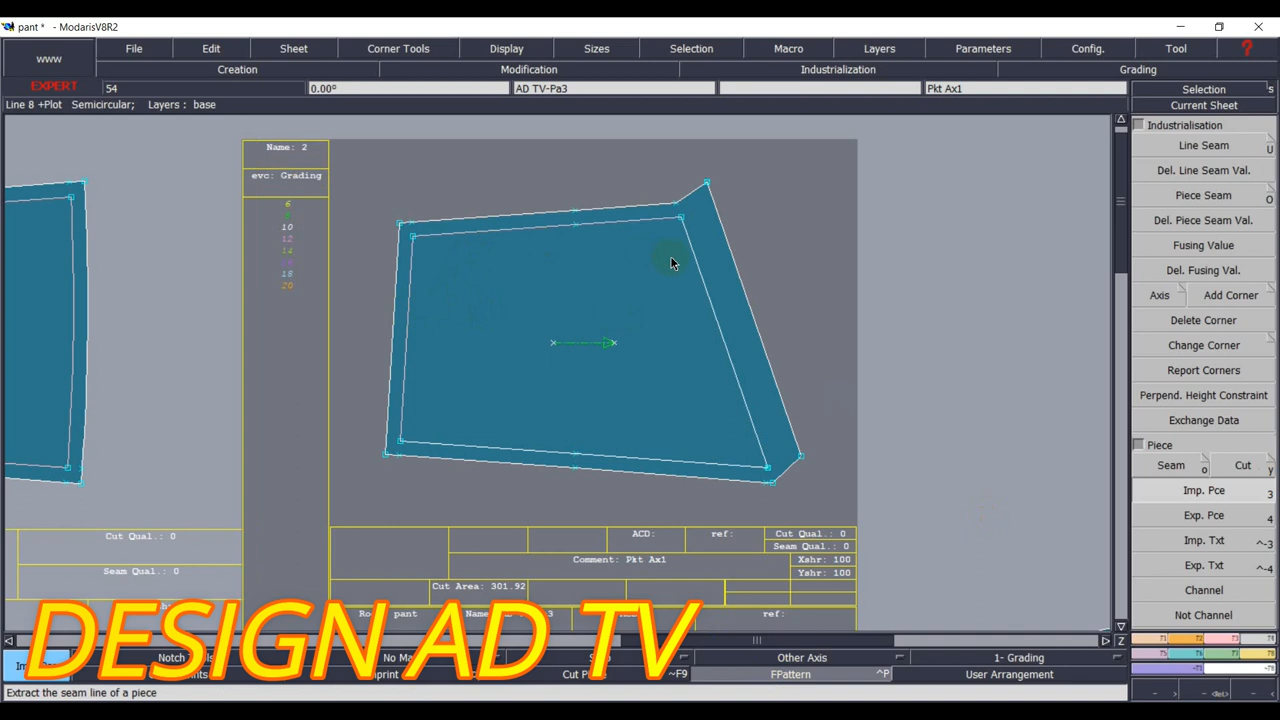 pant * - ModarisV8R2
www
File Edit Sheet Corner Tools Display Sizes Selection Macro Layers Parameters Config. Tool ?
Creation Modification Industrialization Grading
EXPERT 54 0.00° AD TV-Pa3 Pkt Ax1
Line 8 +Plot Semicircular; Layers : base
Selection
Current Sheet
Industrialisation
Line Seam U
Del. Line Seam Val.
Piece Seam O
Del. Piece Seam Val.
Fusing Value
Del. Fusing Val.
Axis Add Corner
Delete Corner
Change Corner
Report Corners
Perpend. Height Constraint
Exchange Data
Piece
Seam o Cut y
Imp. Pce 3
Exp. Pce 4
Imp. Txt ^-3
Exp. Txt ^-4
Channel
Not Channel
Name: 2
evc: Grading
6
10
12
14
18
20
ACD: ref: Cut Qual.: 0
Seam Qual.: 0
Comment: Pkt Ax1 Xshr: 100
Yshr: 100
Cut Area: 301.92
pant 3 ref:
Cut Qual.: 0
Seam Qual.: 0
DESIGN AD TV
Z
Notch Other Axis 1- Grading
Cut P ~F9 FPattern ^P User Arrangement
Extract the seam line of a piece